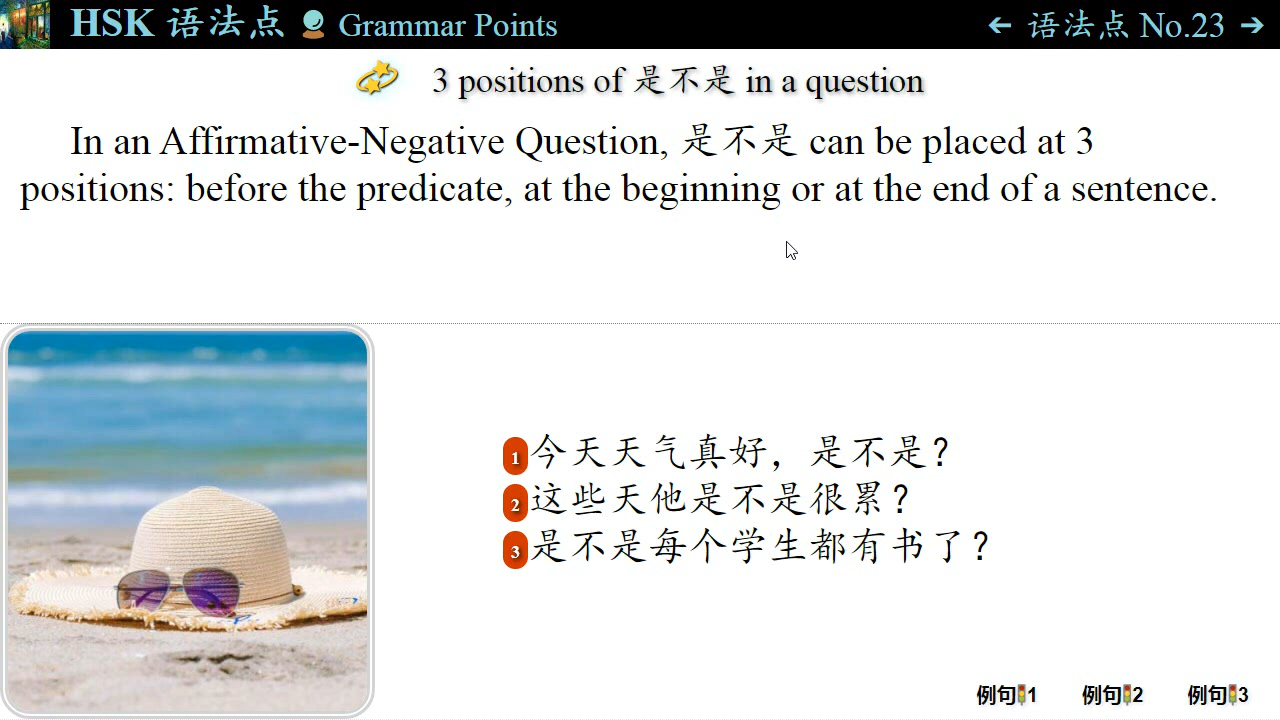 HSK 语法点 Grammar Points
← 语法点 No.23 →
3 positions of 是不是 in a question
In an Affirmative-Negative Question, 是不是 can be placed at 3
positions: before the predicate, at the beginning or at the end of a sentence.
1 今天天气真好，是不是？
2 这些天他是不是很累？
3 是不是每个学生都有书了？
例句 1 例句 2 例句 3